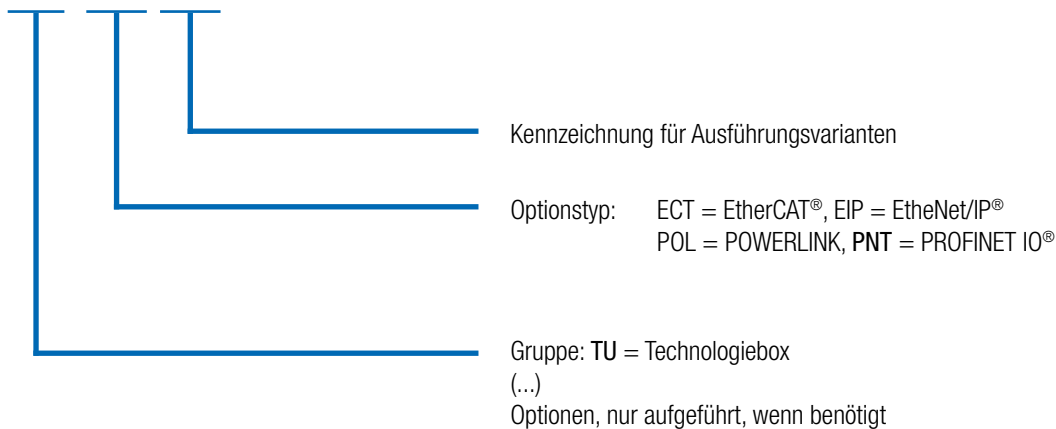 Kennzeichnung für Ausführungsvarianten
Optionstyp: ECT = EtherCAT®, EIP = EtheNet/IP®
POL = POWERLINK, PNT = PROFINET IO®
Gruppe: TU = Technologiebox
(...)
Optionen, nur aufgeführt, wenn benötigt